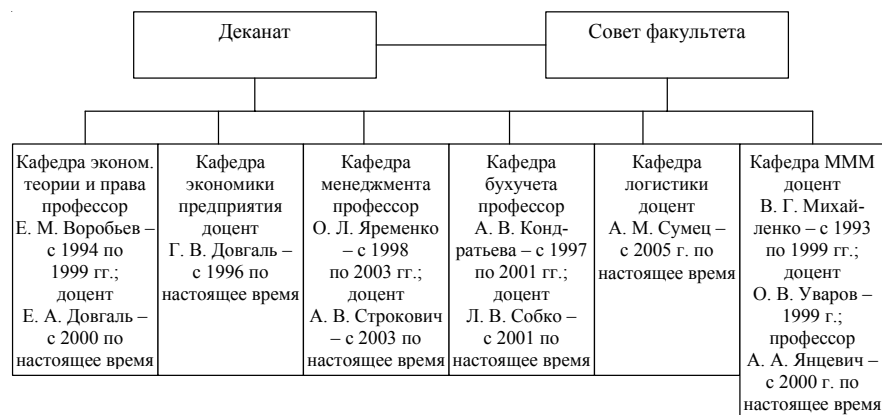 Деканат
Совет факультета
Кафедра эконом.
теории и права
профессор
Е. М. Воробьев –
с 1994 по
1999 гг.;
доцент
Е. А. Довгаль –
с 2000 по
настоящее время
Кафедра
экономики
предприятия
доцент
Г. В. Довгаль –
с 1996 по
настоящее время
Кафедра
менеджмента
профессор
О. Л. Яременко
– с 1998
по 2003 гг.;
доцент
А. В. Строкович
– с 2003 по
настоящее время
Кафедра
бухучета
профессор
А. В. Конд-
ратьева – с 1997
по 2001 гг.;
доцент
Л. В. Собко –
с 2001 по
настоящее время
Кафедра
логистики
доцент
А. М. Сумец –
с 2005 г. по
настоящее время
Кафедра МММ
доцент
В. Г. Михай-
ленко – с 1993
по 1999 гг.;
доцент
О. В. Уваров –
1999 г.;
профессор
А. А. Янцевич –
с 2000 г. по
настоящее время